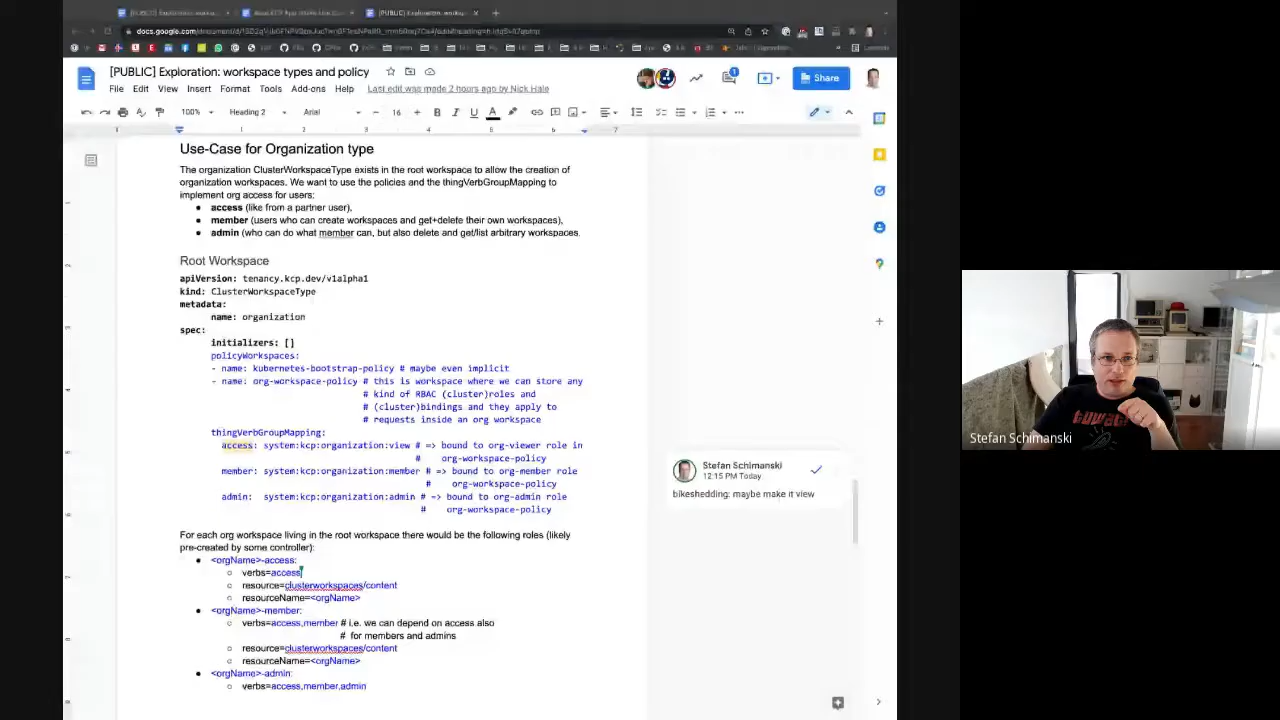 [PUBLIC] Exploration: workspace types and policy
Share
File Edit View Insert Format Tools Add-ons Help Last edit was made 2 hours ago by Nick Hale
100% Heading 2 Arial 16
Use-Case for Organization type
The organization ClusterWorkspaceType exists in the root workspace to allow the creation of
organization workspaces. We want to use the policies and the thingVerbGroupMapping to
implement org access for users:
● access (like from a partner user),
● member (users who can create workspaces and get+delete their own workspaces),
● admin (who can do what member can, but also delete and get/list arbitrary workspaces.
Root Workspace
apiVersion: tenancy.kcp.dev/v1alpha1
kind: ClusterWorkspaceType
metadata:
name: organization
spec:
initializers: []
policyWorkspaces:
- name: kubernetes-bootstrap-policy # maybe even implicit
- name: org-workspace-policy # this is workspace where we can store any
# kind of RBAC (cluster)roles and
# (cluster)bindings and they apply to
# requests inside an org workspace
thingVerbGroupMapping:
access: system:kcp:organization:view # => bound to org-viewer role in
# org-workspace-policy
member: system:kcp:organization:member # => bound to org-member role
# org-workspace-policy
admin: system:kcp:organization:admin # => bound to org-admin role
# org-workspace-policy
For each org workspace living in the root workspace there would be the following roles (likely
pre-created by some controller):
● <orgName>-access:
○ verbs=access
○ resource=clusterworkspaces/content
○ resourceName=<orgName>
● <orgName>-member:
○ verbs=access,member # i.e. we can depend on access also
# for members and admins
○ resource=clusterworkspaces/content
○ resourceName=<orgName>
● <orgName>-admin:
○ verbs=access,member,admin
Stefan Schimanski
12:15 PM Today
bikeshedding: maybe make it view
Stefan Schimanski